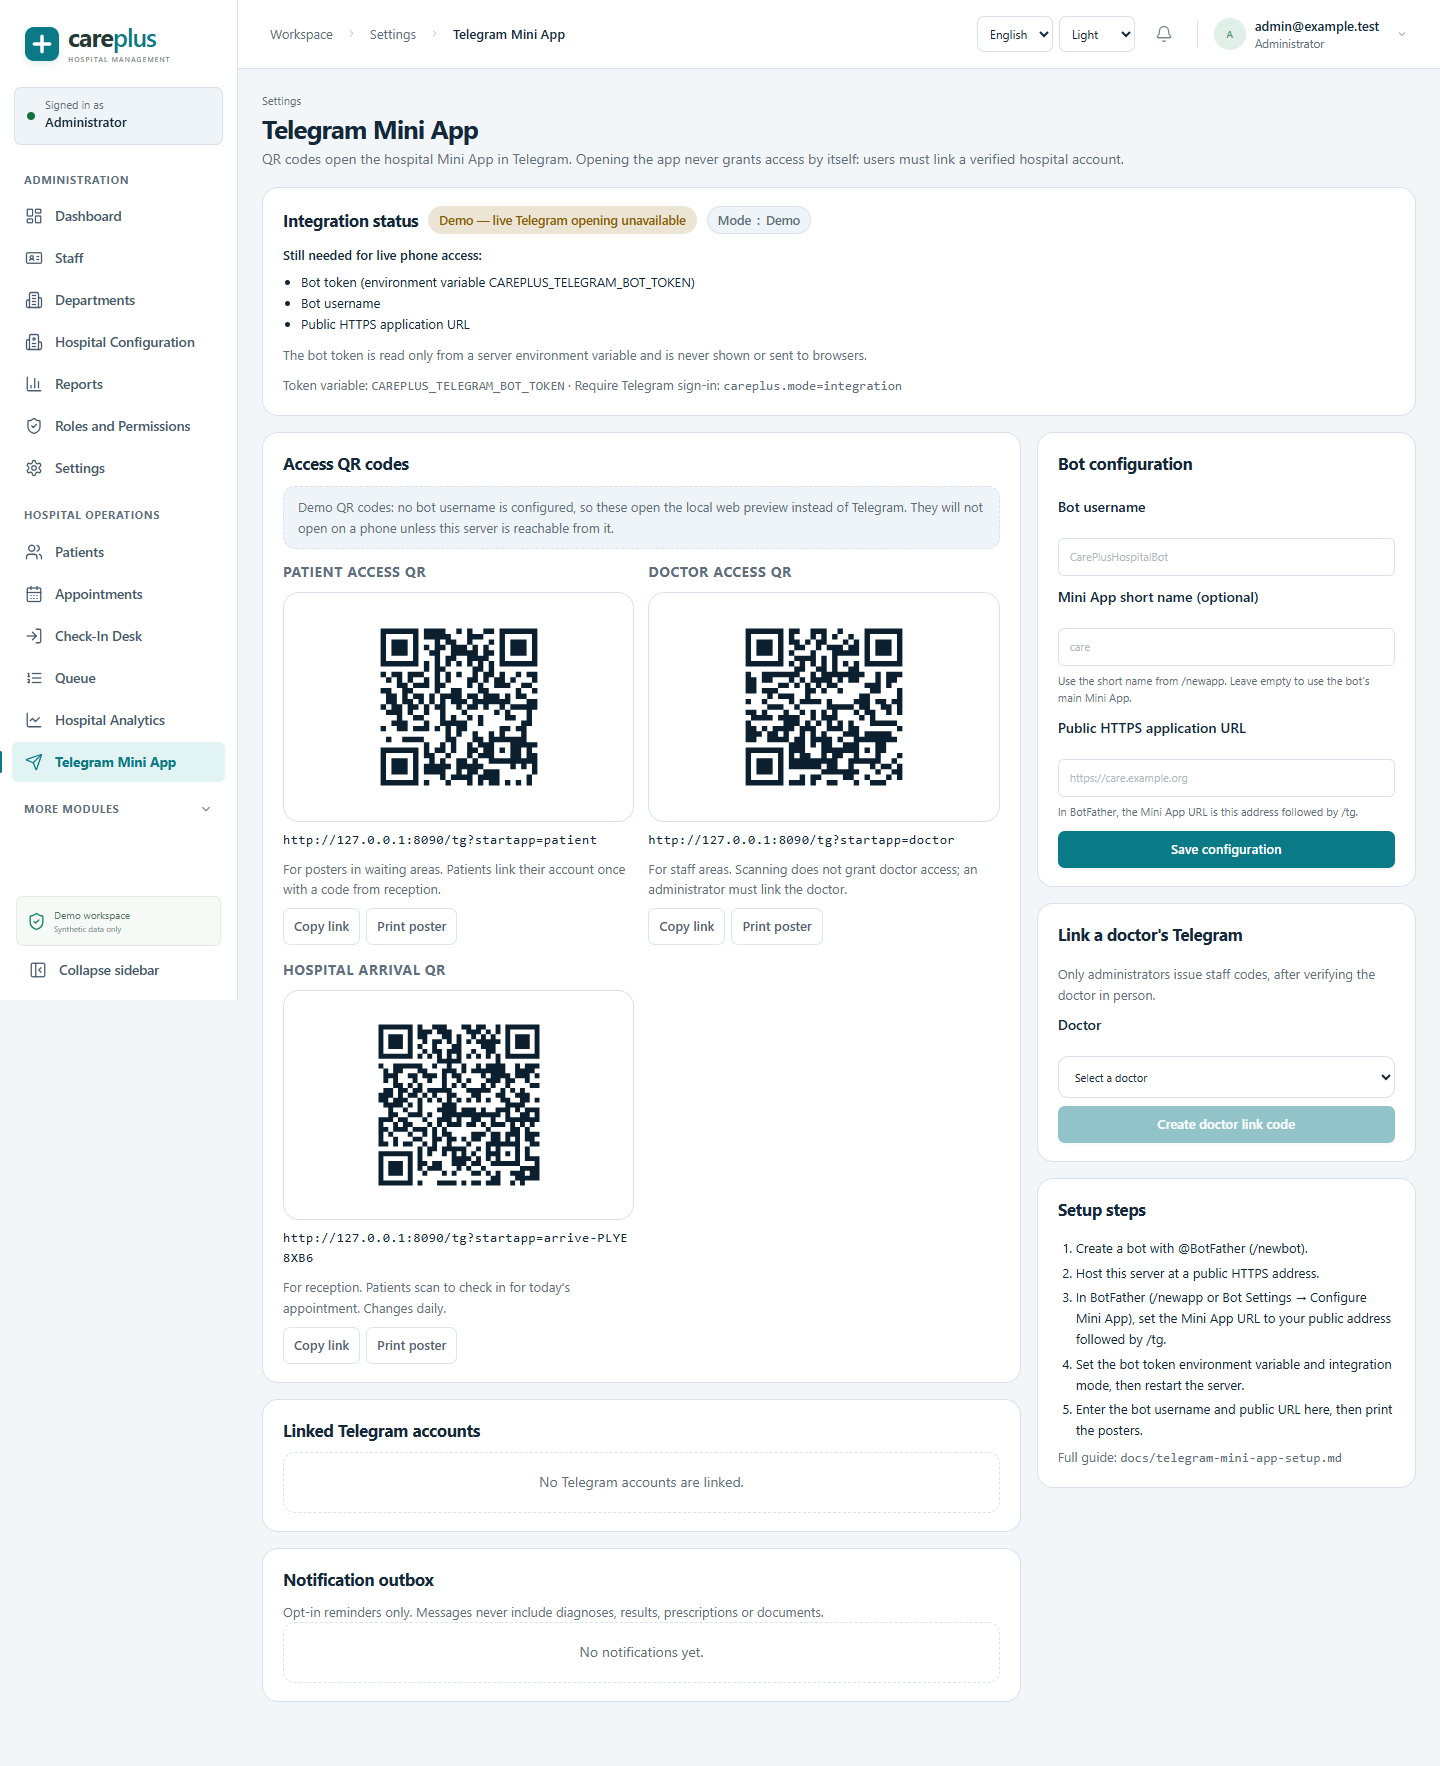 careplus
HOSPITAL MANAGEMENT
Signed in as
Administrator
ADMINISTRATION
Dashboard
Staff
Departments
Hospital Configuration
Reports
Roles and Permissions
Settings
HOSPITAL OPERATIONS
Patients
Appointments
Check-In Desk
Queue
Hospital Analytics
Telegram Mini App
MORE MODULES
Demo workspace
Synthetic data only
Collapse sidebar
Workspace > Settings > Telegram Mini App
English
Light
A
admin@example.test
Administrator
Settings
Telegram Mini App
QR codes open the hospital Mini App in Telegram. Opening the app never grants access by itself: users must link a verified hospital account.
Integration status
Demo — live Telegram opening unavailable
Mode : Demo
Still needed for live phone access:
• Bot token (environment variable CAREPLUS_TELEGRAM_BOT_TOKEN)
• Bot username
• Public HTTPS application URL
The bot token is read only from a server environment variable and is never shown or sent to browsers.
Token variable: CAREPLUS_TELEGRAM_BOT_TOKEN · Require Telegram sign-in: careplus.mode=integration
Access QR codes
Demo QR codes: no bot username is configured, so these open the local web preview instead of Telegram. They will not
open on a phone unless this server is reachable from it.
PATIENT ACCESS QR
http://127.0.0.1:8090/tg?startapp=patient
For posters in waiting areas. Patients link their account once
with a code from reception.
Copy link
Print poster
DOCTOR ACCESS QR
http://127.0.0.1:8090/tg?startapp=doctor
For staff areas. Scanning does not grant doctor access; an
administrator must link the doctor.
Copy link
Print poster
HOSPITAL ARRIVAL QR
http://127.0.0.1:8090/tg?startapp=arrive-PLYE
8XB6
For reception. Patients scan to check in for today's
appointment. Changes daily.
Copy link
Print poster
Linked Telegram accounts
No Telegram accounts are linked.
Notification outbox
Opt-in reminders only. Messages never include diagnoses, results, prescriptions or documents.
No notifications yet.
Bot configuration
Bot username
CarePlusHospitalBot
Mini App short name (optional)
care
Use the short name from /newapp. Leave empty to use the bot's
main Mini App.
Public HTTPS application URL
https://care.example.org
In BotFather, the Mini App URL is this address followed by /tg.
Save configuration
Link a doctor's Telegram
Only administrators issue staff codes, after verifying the
doctor in person.
Doctor
Select a doctor
Create doctor link code
Setup steps
1. Create a bot with @BotFather (/newbot).
2. Host this server at a public HTTPS address.
3. In BotFather (/newapp or Bot Settings → Configure
Mini App), set the Mini App URL to your public address
followed by /tg.
4. Set the bot token environment variable and integration
mode, then restart the server.
5. Enter the bot username and public URL here, then print
the posters.
Full guide: docs/telegram-mini-app-setup.md